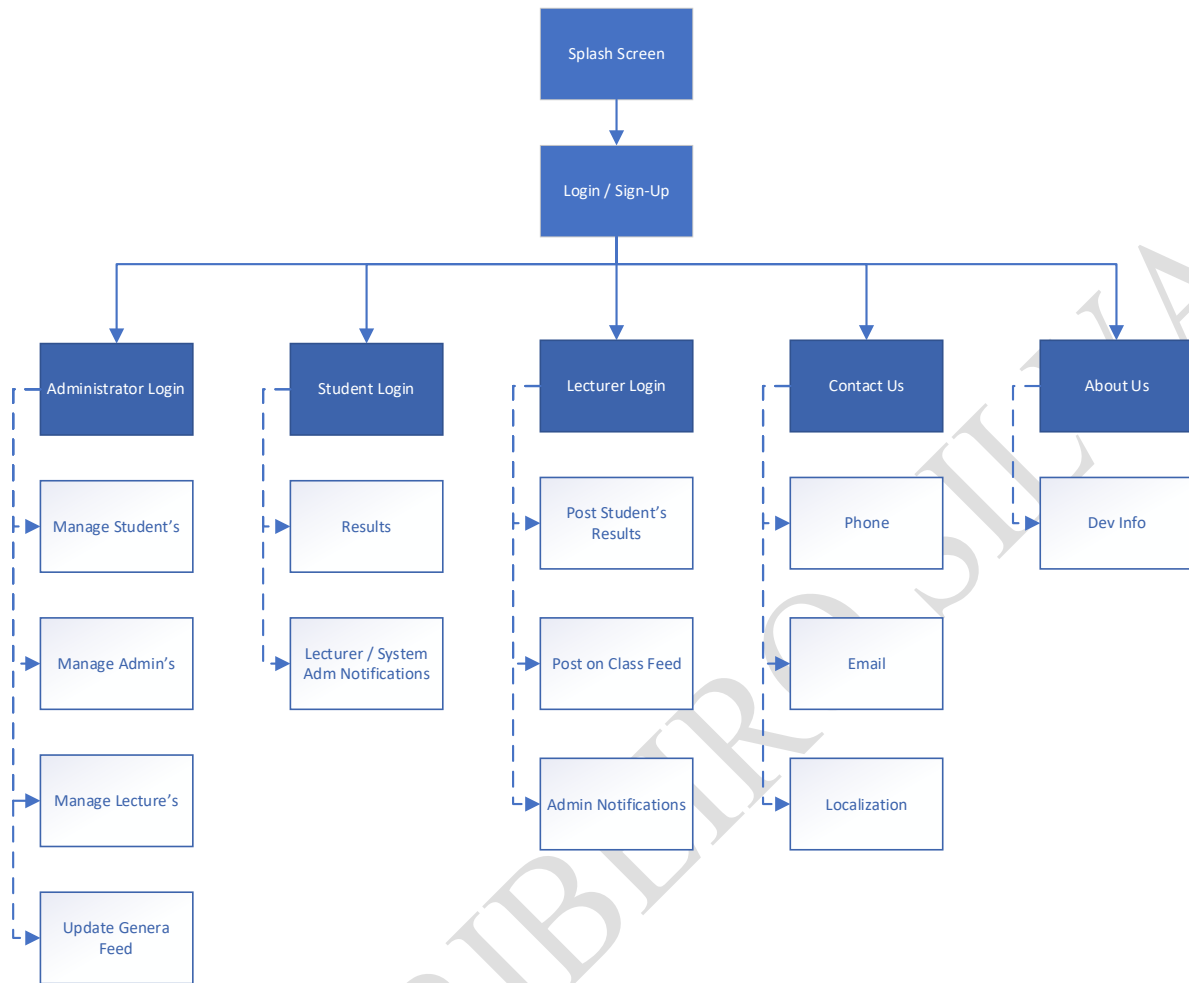 Splash Screen
Login / Sign-Up
Administrator Login
Student Login
Lecturer Login
Contact Us
About Us
Manage Student’s
Results
Post Student’s
Results
Phone
Dev Info
Manage Admin’s
Lecturer / System
Adm Notifications
Post on Class Feed
Email
Manage Lecture’s
Admin Notifications
Localization
Update Genera
Feed